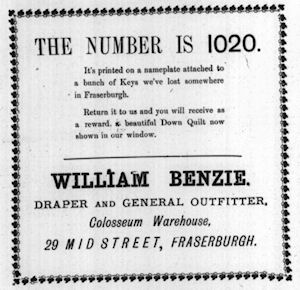 THE NUMBER IS 1020.
It's printed on a nameplate attached to
a bunch of Keys we've lost somewhere
in Fraserburgh.
Return it to us and you will receive as
a reward. a beautiful Down Quilt now
shown in our window.
WILLIAM BENZIE.
DRAPER AND GENERAL OUTFITTER,
Colosseum Warehouse,
29 MID STREET, FRASERBURGH.